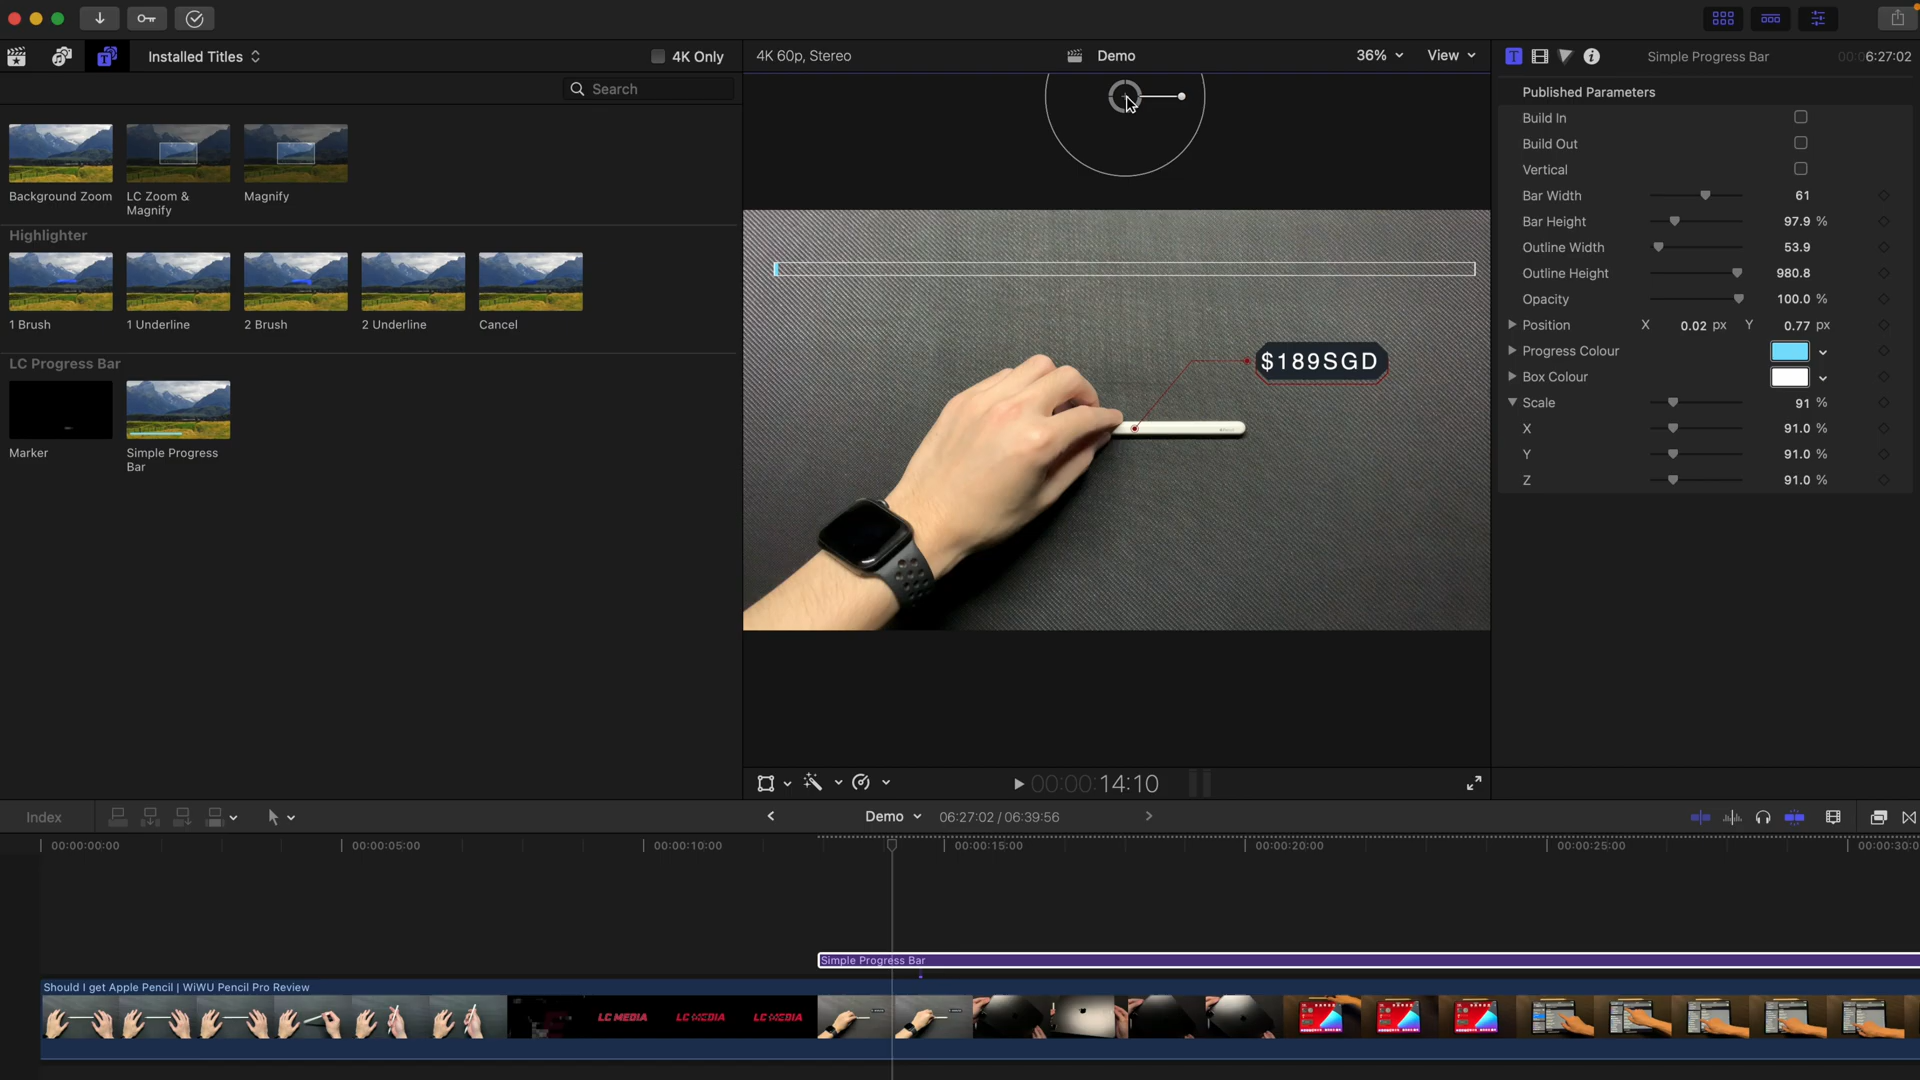 Installed Titles
4K Only
4K 60p, Stereo
Demo
36%
View
Simple Progress Bar
00:06:27:02
Search
Published Parameters
Build In
Build Out
Vertical
Bar Width 61
Bar Height 97.9 %
Outline Width 53.9
Outline Height 980.8
Opacity 100.0 %
Position X 0.02 px Y 0.77 px
Progress Colour
Box Colour
Scale 91 %
X 91.0 %
Y 91.0 %
Z 91.0 %
Background Zoom
LC Zoom &
Magnify
Magnify
Highlighter
1 Brush
1 Underline
2 Brush
2 Underline
Cancel
LC Progress Bar
Marker
Simple Progress
Bar
$189SGD
00:00:14:10
Index
Demo
06:27:02 / 06:39:56
00:00:00:00
00:00:05:00
00:00:10:00
00:00:15:00
00:00:20:00
00:00:25:00
00:00:30:0
Simple Progress Bar
Should I get Apple Pencil | WiWU Pencil Pro Review
LC MEDIA
LC MEDIA
LC MEDIA